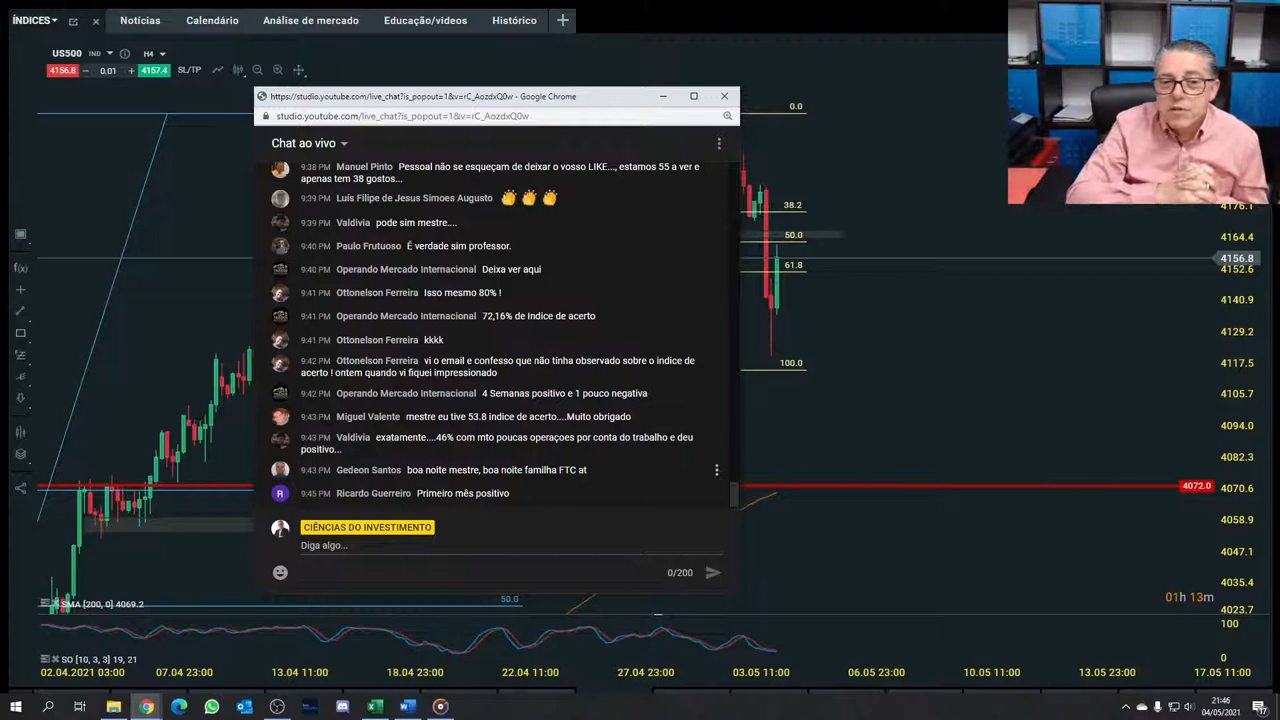 ÍNDICES
Notícias
Calendário
Análise de mercado
Educação/videos
Histórico
US500 IND H4
4156.8 0.01 4157.4 SL/TP
https://studio.youtube.com/live_chat?is_popout=1&v=rC_AozdxQ0w - Google Chrome
studio.youtube.com/live_chat?is_popout=1&v=rC_AozdxQ0w
Chat ao vivo
9:38 PM Manuel Pinto Pessoal não se esqueçam de deixar o vosso LIKE..., estamos 55 a ver e
apenas tem 38 gostos...
9:39 PM Luís Filipe de Jesus Simoes Augusto
9:39 PM Valdivia pode sim mestre....
9:40 PM Paulo Frutuoso É verdade sim professor.
9:40 PM Operando Mercado Internacional Deixa ver aqui
9:41 PM Ottonelson Ferreira Isso mesmo 80% !
9:41 PM Operando Mercado Internacional 72,16% de Indice de acerto
9:41 PM Ottonelson Ferreira kkkk
9:42 PM Ottonelson Ferreira vi o email e confesso que não tinha observado sobre o indice de
acerto ! ontem quando vi fiquei impressionado
9:42 PM Operando Mercado Internacional 4 Semanas positivo e 1 pouco negativa
9:43 PM Miguel Valente mestre eu tive 53.8 indice de acerto....Muito obrigado
9:43 PM Valdivia exatamente....46% com mto poucas operaçoes por conta do trabalho e deu
positivo...
9:43 PM Gedeon Santos boa noite mestre, boa noite familha FTC at
R 9:45 PM Ricardo Guerreiro Primeiro mês positivo
CIÊNCIAS DO INVESTIMENTO
Diga algo...
0/200
0.0
38.2
50.0
61.8
100.0
50.0
4176.1
4164.4
4156.8
4152.6
4140.9
4129.2
4117.5
4105.7
4094.0
4082.3
4072.0
4070.6
4058.9
4047.1
4035.4
4023.7
01h 13m
100
0
SMA [200, 0] 4069.2
SO [10, 3, 3] 19, 21
02.04.2021 03:00
07.04 23:00
13.04 11:00
18.04 23:00
22.04 11:00
27.04 23:00
03.05 11:00
06.05 23:00
10.05 11:00
13.05 23:00
17.05 11:00
21:46
04/05/2021
17